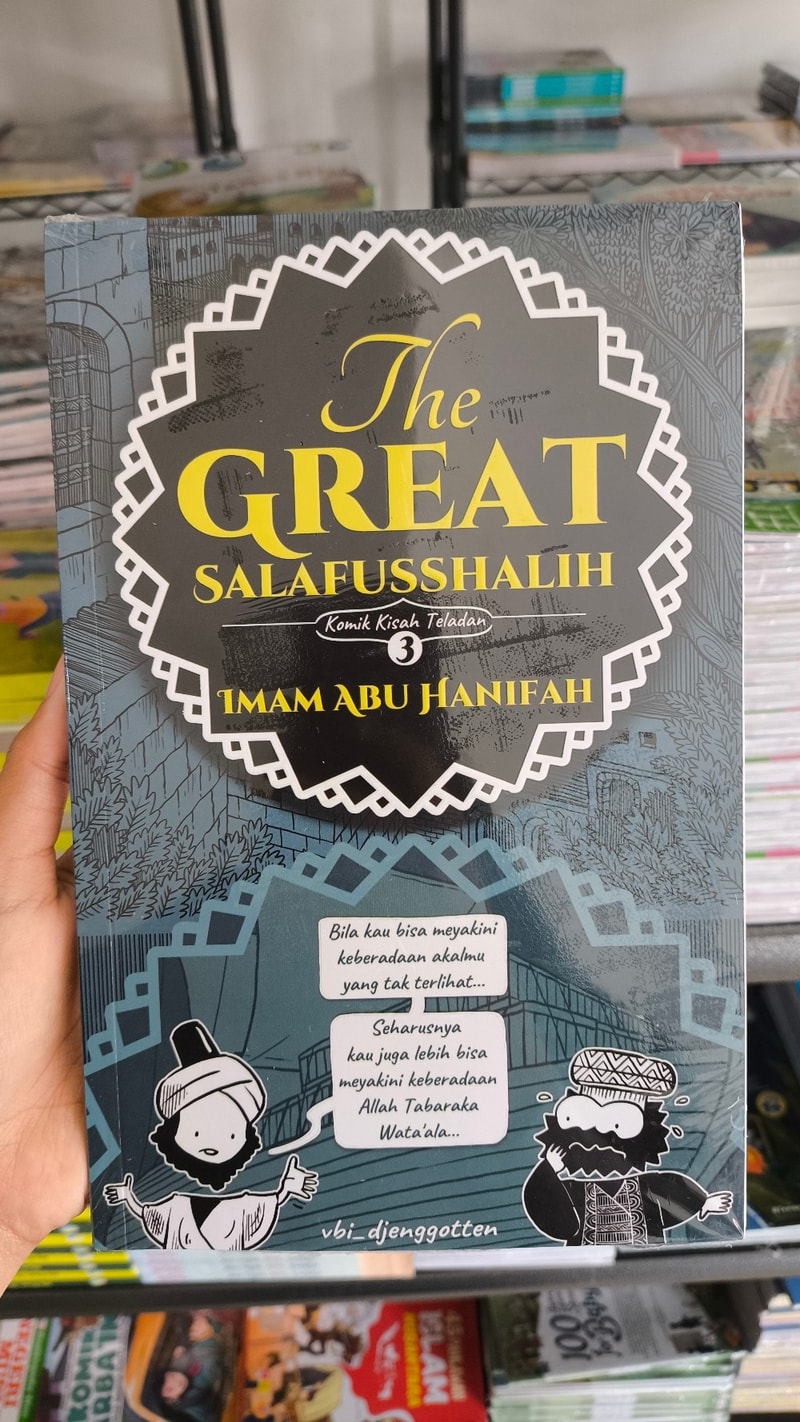 The
GREAT
SALAFUSSHALIH
Komik Kisah Teladan
3
IMAM ABU HANIFAH
Bila kau bisa meyakini
keberadaan akalmu
yang tak terlihat...
Seharusnya
kau juga lebih bisa
meyakini keberadaan
Allah Tabaraka
Wata'ala...
vbi_djenggotten
100